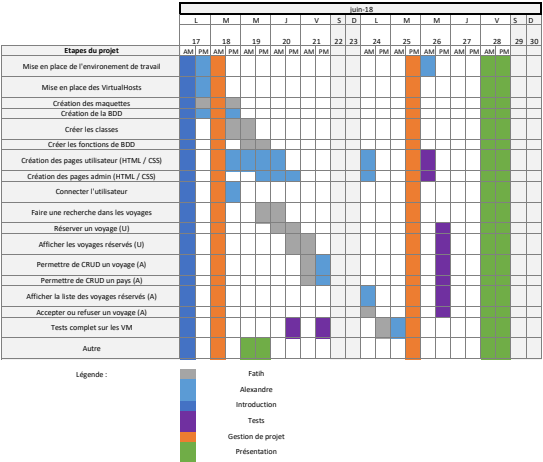 juin-18
L M M J V S D L M M J V S D
17 18 19 20 21 22 23 24 25 26 27 28 29 30
Etapes du projet AM PM AM PM AM PM AM PM AM PM AM PM AM PM AM PM AM PM AM PM
Mise en place de l'environement de travail
Mise en place des VirtualHosts
Création des maquettes
Création de la BDD
Créer les classes
Créer les fonctions de BDD
Création des pages utilisateur (HTML / CSS)
Création des pages admin (HTML / CSS)
Connecter l'utilisateur
Faire une recherche dans les voyages
Réserver un voyage (U)
Afficher les voyages réservés (U)
Permettre de CRUD un voyage (A)
Permettre de CRUD un pays (A)
Afficher la liste des voyages réservés (A)
Accepter ou refuser un voyage (A)
Tests complet sur les VM
Autre
Légende : Fatih
Alexandre
Introduction
Tests
Gestion de projet
Présentation